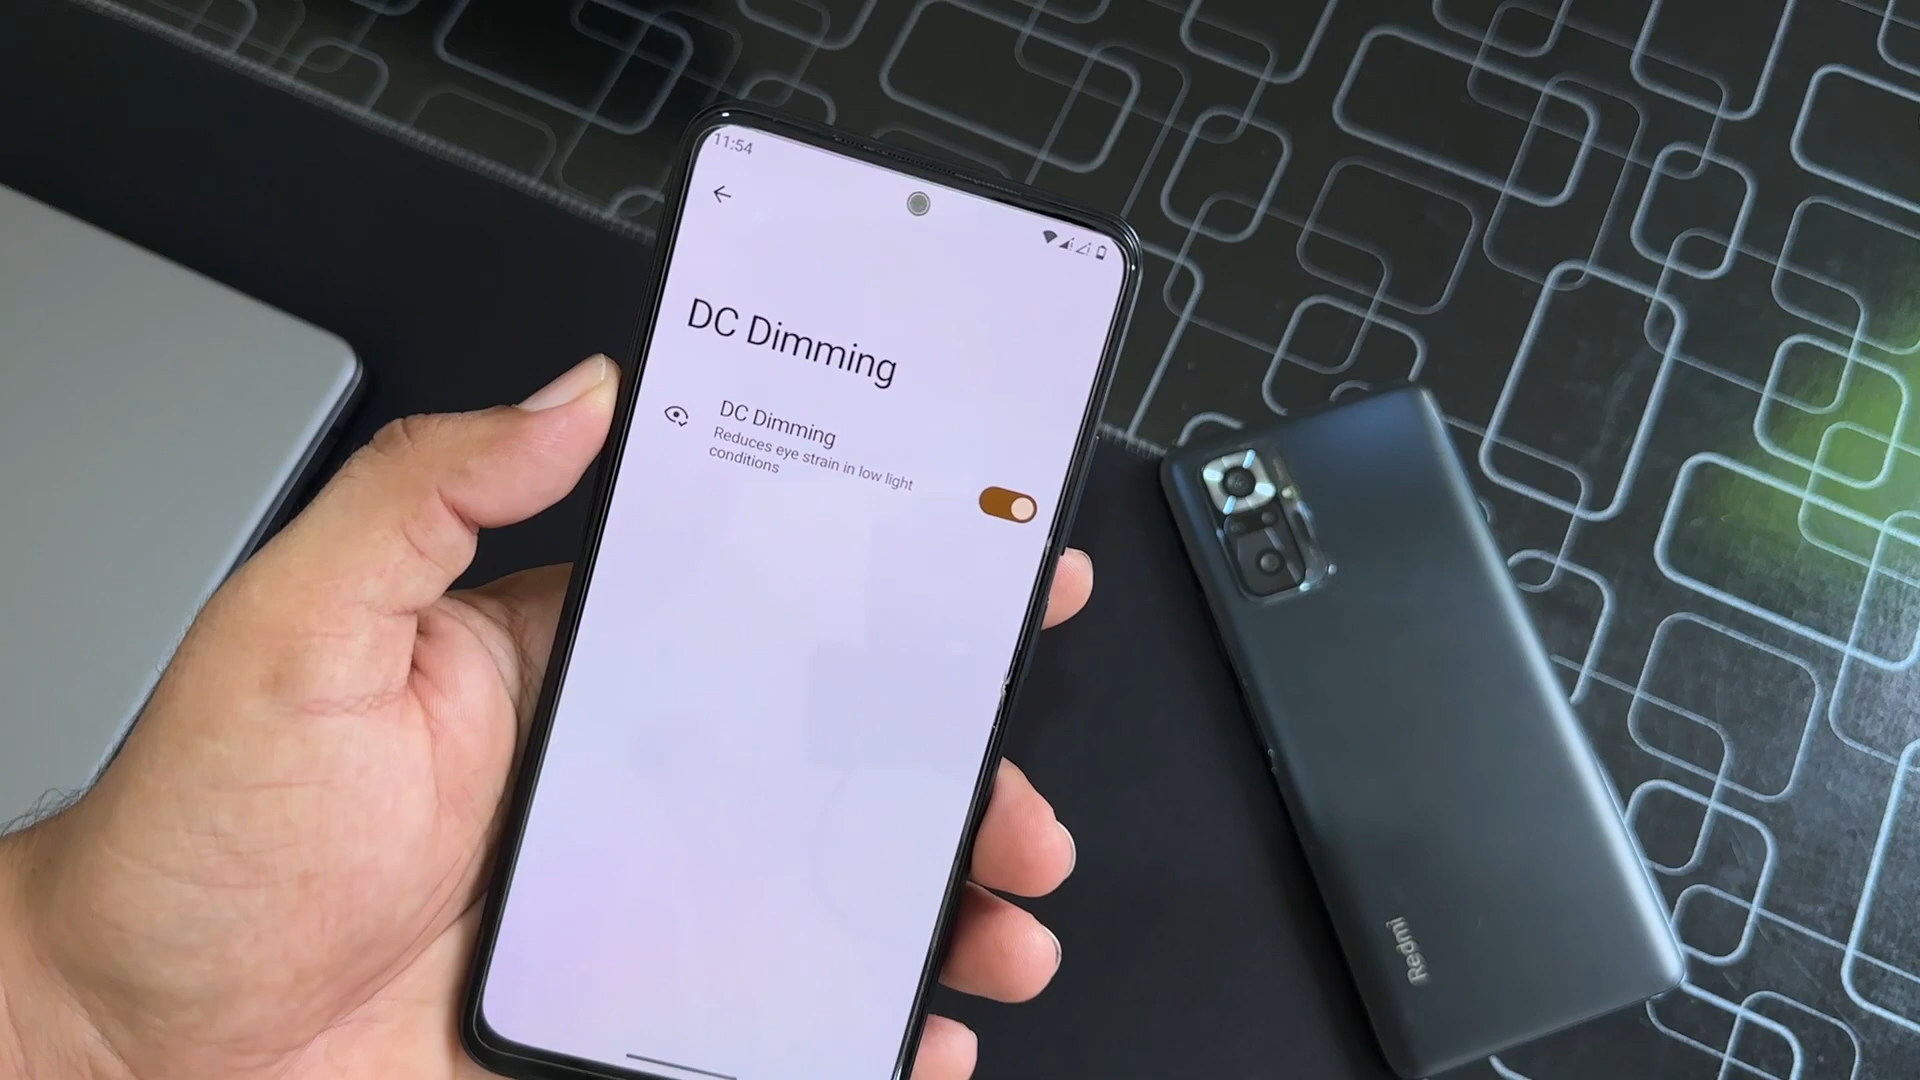 11:54
DC Dimming
DC Dimming
Reduces eye strain in low light
conditions
Redmi